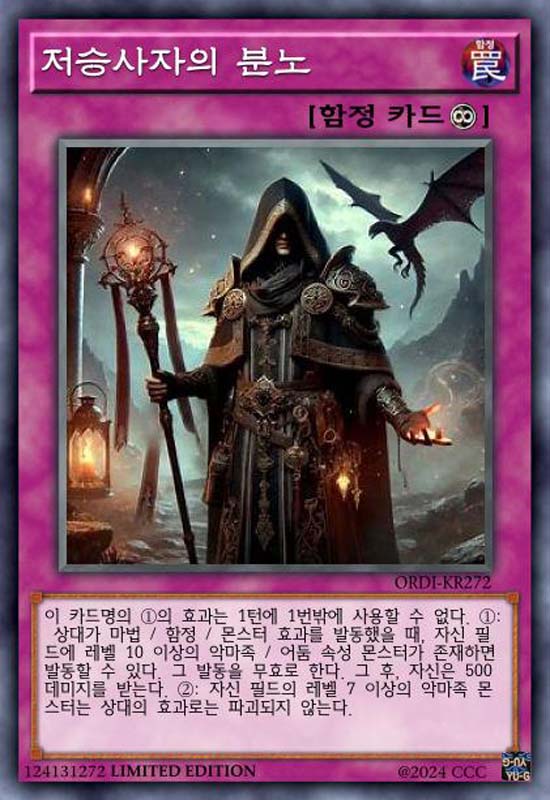 저승사자의 분노
함정
罠
[함정 카드]
ORDI-KR272
이 카드명의 ①의 효과는 1턴에 1번밖에 사용할 수 없다. ①:
상대가 마법 / 함정 / 몬스터 효과를 발동했을 때, 자신 필
드에 레벨 10 이상의 악마족 / 어둠 속성 몬스터가 존재하면
발동할 수 있다. 그 발동을 무효로 한다. 그 후, 자신은 500
데미지를 받는다. ②: 자신 필드의 레벨 7 이상의 악마족 몬
스터는 상대의 효과로는 파괴되지 않는다.
124131272 LIMITED EDITION
@2024 CCC